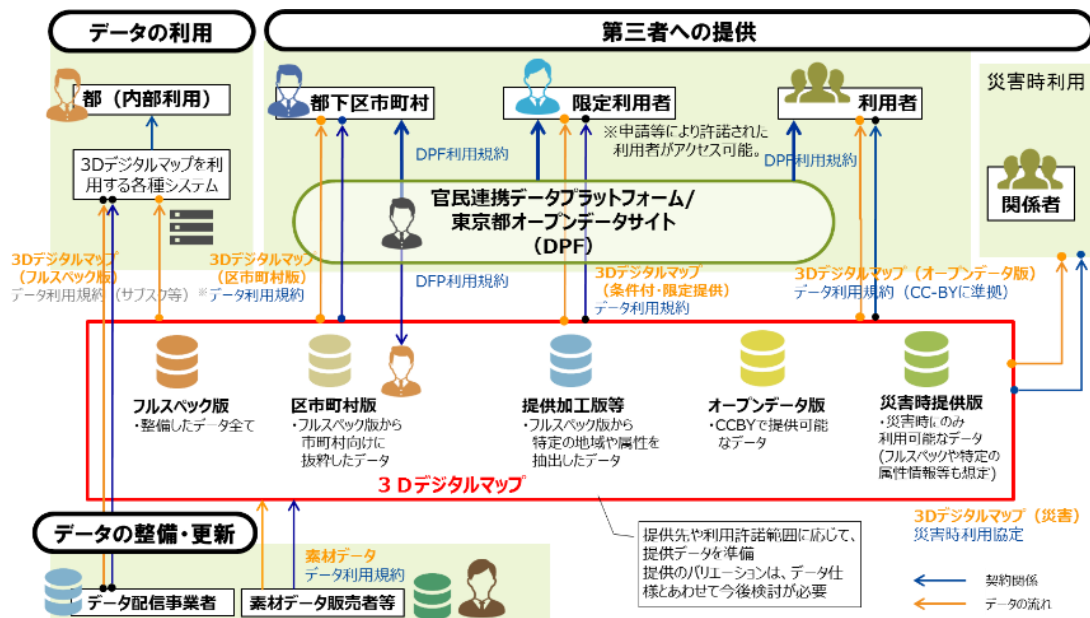 データの利用
第三者への提供
都（内部利用）
都下区市町村
限定利用者
利用者
災害時利用
※申請等により許諾された
利用者がアクセス可能。
DPF利用規約
DPF利用規約
3Dデジタルマップを利
用する各種システム
官民連携データプラットフォーム/
東京都オープンデータサイト
（DPF）
関係者
3Dデジタルマップ
（フルスペック版）
データ利用規約（サブスク等）※
3Dデジタルマップ
（区市町村版）
データ利用規約
DFP利用規約
3Dデジタルマップ
（条件付・限定提供）
データ利用規約
3Dデジタルマップ（オープンデータ版）
データ利用規約（CC-BYに準拠）
フルスペック版
・整備したデータ全て
区市町村版
・フルスペック版から
市町村向けに
抜粋したデータ
提供加工版等
・フルスペック版から
特定の地域や属性を
抽出したデータ
オープンデータ版
・CCBYで提供可能
なデータ
災害時提供版
・災害時にのみ
利用可能なデータ
(フルスペックや特定の
属性情報等も想定)
３Ｄデジタルマップ
データの整備・更新
素材データ
データ利用規約
データ配信事業者
素材データ販売者等
提供先や利用許諾範囲に応じて、
提供データを準備
提供のバリエーションは、データ仕
様とあわせて今後検討が必要
3Dデジタルマップ（災害）
災害時利用協定
契約関係
データの流れ